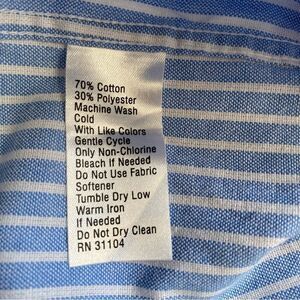 70% Cotton
30% Polyester
Machine Wash
Cold
With Like Colors
Gentle Cycle
Only Non-Chlorine
Bleach If Needed
Do Not Use Fabric
Softener
Tumble Dry Low
Warm Iron
If Needed
Do Not Dry Clean
RN 31104